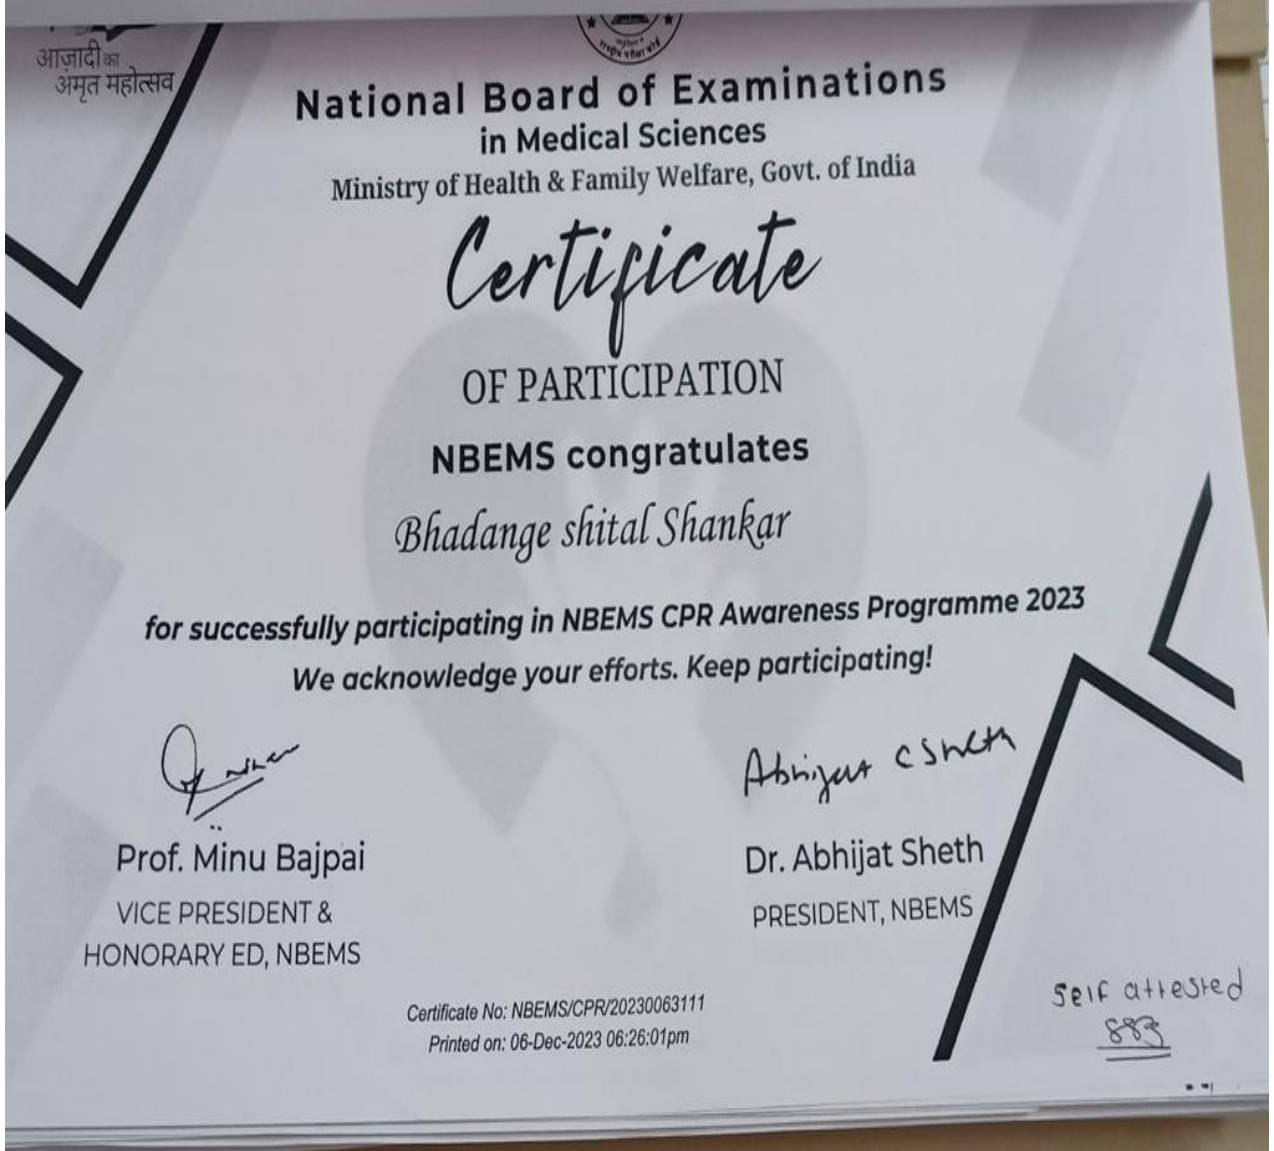 आज़ादी का
अमृत महोत्सव
National Board of Examinations
in Medical Sciences
Ministry of Health & Family Welfare, Govt. of India
Certificate
OF PARTICIPATION
NBEMS congratulates
Bhadange shital Shankar
for successfully participating in NBEMS CPR Awareness Programme 2023
We acknowledge your efforts. Keep participating!
Abhijat C Sheth
Prof. Minu Bajpai
Dr. Abhijat Sheth
VICE PRESIDENT &
PRESIDENT, NBEMS
HONORARY ED, NBEMS
Certificate No: NBEMS/CPR/20230063111
Printed on: 06-Dec-2023 06:26:01pm
self attested